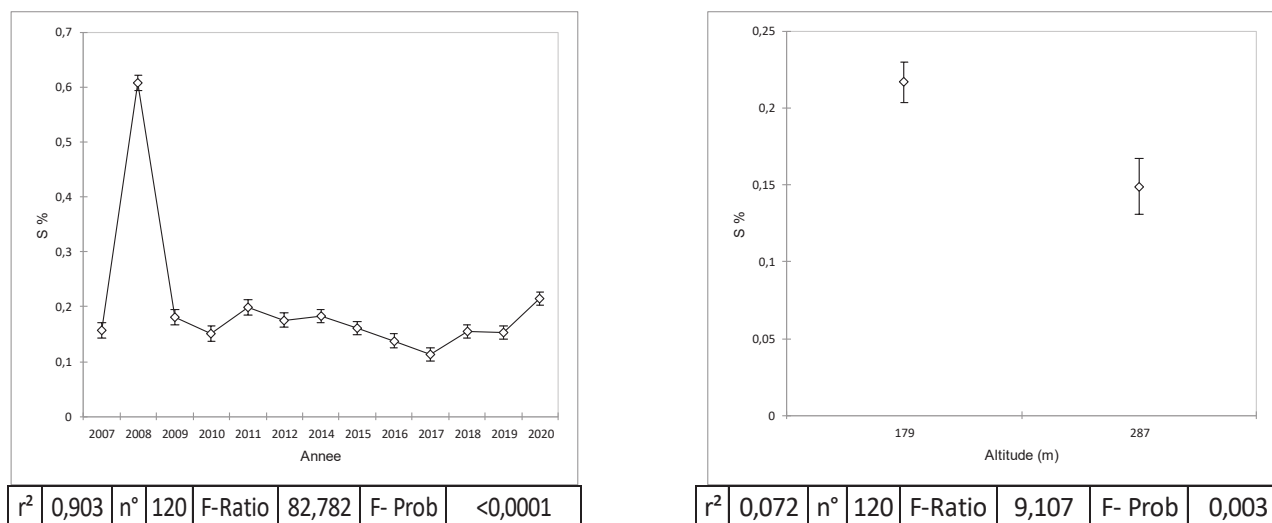 0,7
0,6
0,5
0,4
0,3
0,2
0,1
0
S %
2007 2008 2009 2010 2011 2012 2014 2015 2016 2017 2018 2019 2020
Annee
r² 0,903 n° 120 F-Ratio 82,782 F- Prob <0,0001
0,25
0,2
0,15
0,1
0,05
0
S %
179 287
Altitude (m)
r² 0,072 n° 120 F-Ratio 9,107 F- Prob 0,003